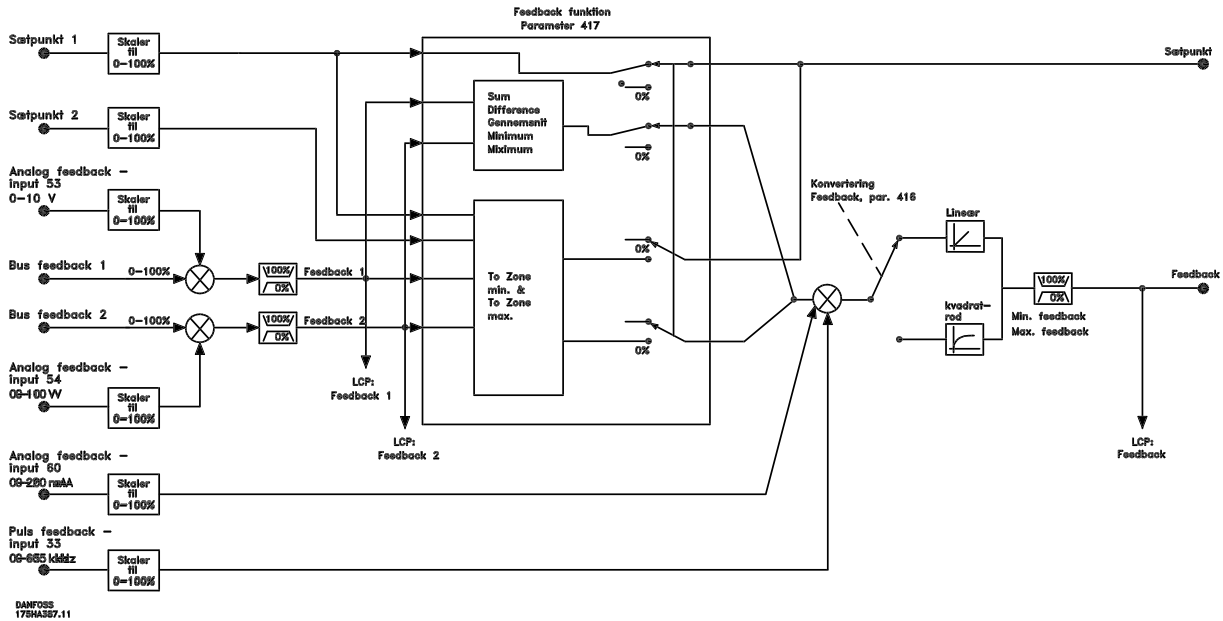 Feedback funktion
Parameter 417
Sætpunkt 1
Skaler
til
0-100%
Sætpunkt
0%
Sum
Difference
Gennemsnit
Minimum
Miximum
0%
Sætpunkt 2
Skaler
til
0-100%
Analog feedback -
input 53
0-10 V
Skaler
til
0-100%
Konvertering
Feedback, par. 416
Lineær
Bus feedback 1
0-100%
100%
0%
Feedback 1
To Zone
min. &
To Zone
max.
0%
100%
0%
Feedback
Bus feedback 2
0-100%
100%
0%
Feedback 2
0%
kvadrat-
rod
Min. feedback
Max. feedback
Analog feedback -
input 54
Skaler
til
0-100%
LCP:
Feedback 1
LCP:
Feedback 2
LCP:
Feedback
Analog feedback -
input 60
Skaler
til
0-100%
Puls feedback -
input 33
Skaler
til
0-100%
DANFOSS
175HA387.11